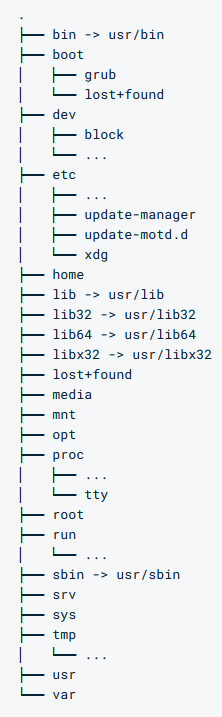 .
├── bin -> usr/bin
├── boot
│   ├── grub
│   └── lost+found
├── dev
│   ├── block
│   └── ...
├── etc
│   ├── ...
│   ├── update-manager
│   ├── update-motd.d
│   └── xdg
├── home
├── lib -> usr/lib
├── lib32 -> usr/lib32
├── lib64 -> usr/lib64
├── libx32 -> usr/libx32
├── lost+found
├── media
├── mnt
├── opt
├── proc
│   ├── ...
│   └── tty
├── root
├── run
│   └── ...
├── sbin -> usr/sbin
├── srv
├── sys
├── tmp
│   └── ...
├── usr
└── var